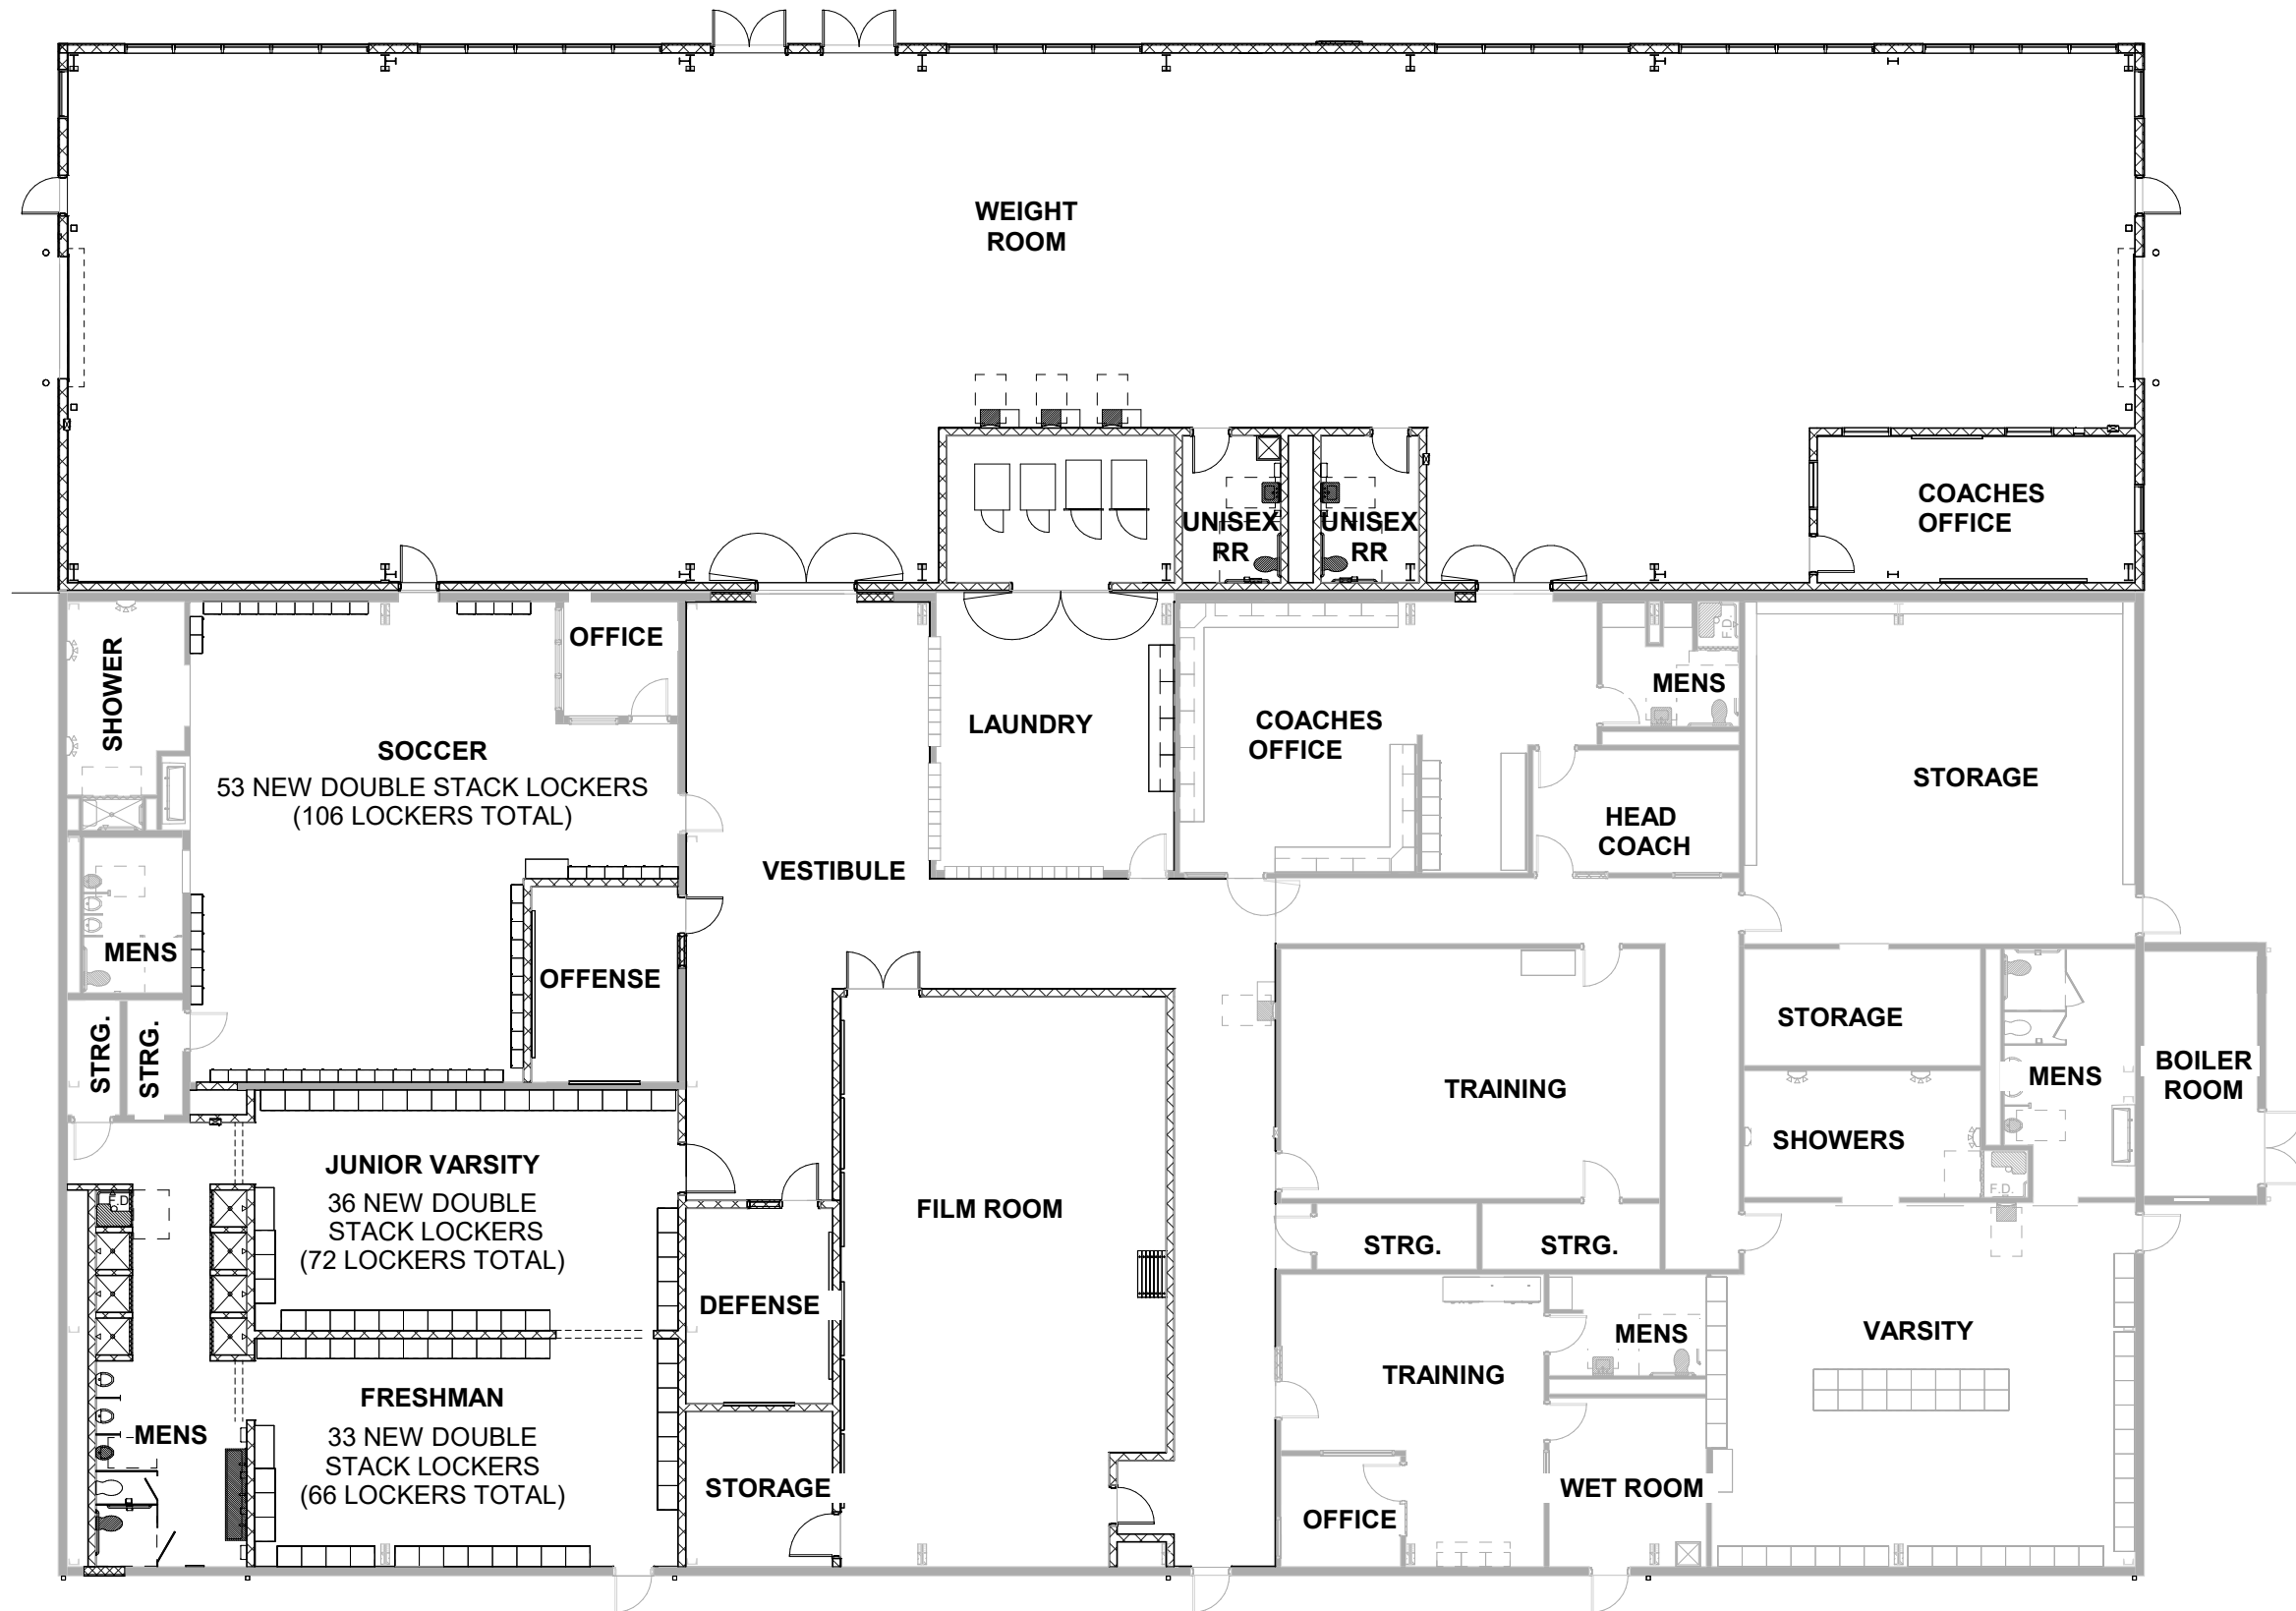 WEIGHT
ROOM
COACHES
OFFICE
UNISEX
RR
UNISEX
RR
SHOWER
OFFICE
SOCCER
53 NEW DOUBLE STACK LOCKERS
(106 LOCKERS TOTAL)
LAUNDRY
COACHES
OFFICE
MENS
F.D.
STORAGE
HEAD
COACH
VESTIBULE
MENS
OFFENSE
STRG.
STRG.
TRAINING
STORAGE
MENS
BOILER
ROOM
SHOWERS
F.D.
JUNIOR VARSITY
36 NEW DOUBLE
STACK LOCKERS
(72 LOCKERS TOTAL)
F.D.
FILM ROOM
STRG.
STRG.
DEFENSE
MENS
VARSITY
TRAINING
FRESHMAN
33 NEW DOUBLE
STACK LOCKERS
(66 LOCKERS TOTAL)
MENS
STORAGE
WET ROOM
OFFICE